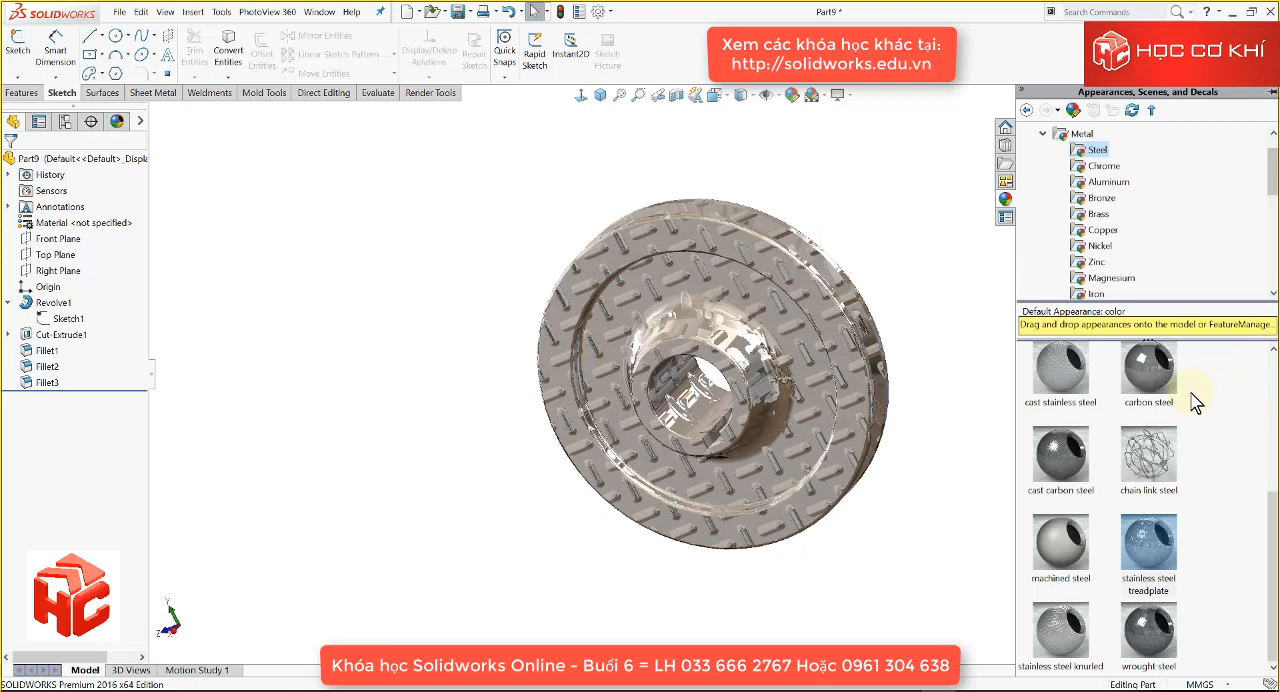 SOLIDWORKS
File Edit View Insert Tools PhotoView 360 Window Help
Part9 *
Search Commands
Sketch
Smart Dimension
Trim Entities
Convert Entities
Offset Entities
Mirror Entities
Linear Sketch Pattern
Move Entities
Display/Delete Relations
Repair Sketch
Quick Snaps
Rapid Sketch
Instant2D
Sketch Picture
Xem các khóa học khác tại:
http://solidworks.edu.vn
HỌC CƠ KHÍ
Features Sketch Surfaces Sheet Metal Weldments Mold Tools Direct Editing Evaluate Render Tools
Part9 (Default<<Default>_Displa
History
Sensors
Annotations
Material <not specified>
Front Plane
Top Plane
Right Plane
Origin
Revolve1
Sketch1
Cut-Extrude1
Fillet1
Fillet2
Fillet3
Appearances, Scenes, and Decals
Metal
Steel
Chrome
Aluminum
Bronze
Brass
Copper
Nickel
Zinc
Magnesium
Iron
Default Appearance: color
Drag and drop appearances onto the model or FeatureManage...
cast stainless steel
carbon steel
cast carbon steel
chain link steel
machined steel
stainless steel
treadplate
stainless steel knurled
wrought steel
HC
Y
Z
Khóa học Solidworks Online - Buổi 6 = LH 033 666 2767 Hoặc 0961 304 638
Model 3D Views Motion Study 1
SOLIDWORKS Premium 2016 x64 Edition
Editing Part
MMGS